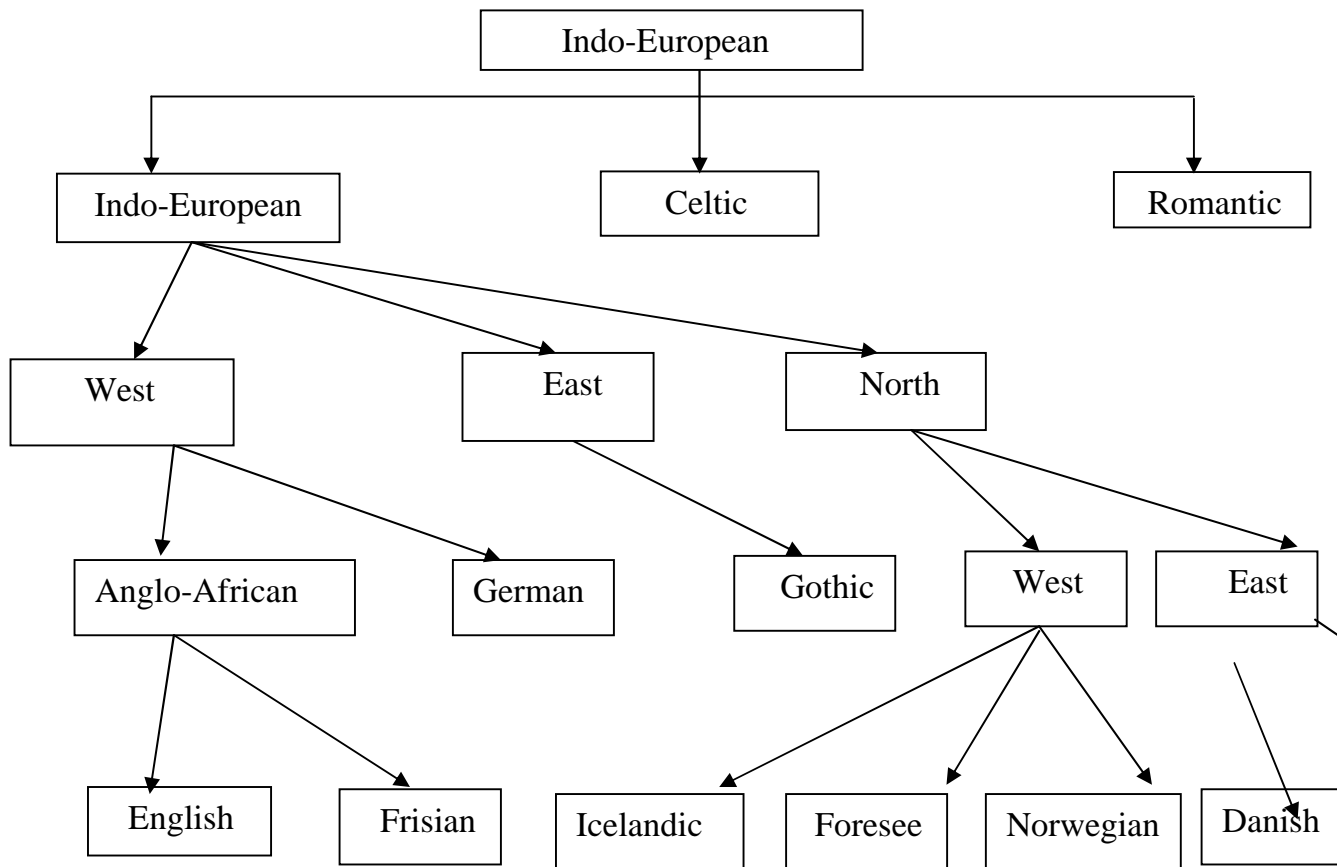 Indo-European
Indo-European
Celtic
Romantic
West
East
North
Anglo-African
German
Gothic
West
East
English
Frisian
Icelandic
Foresee
Norwegian
Danish